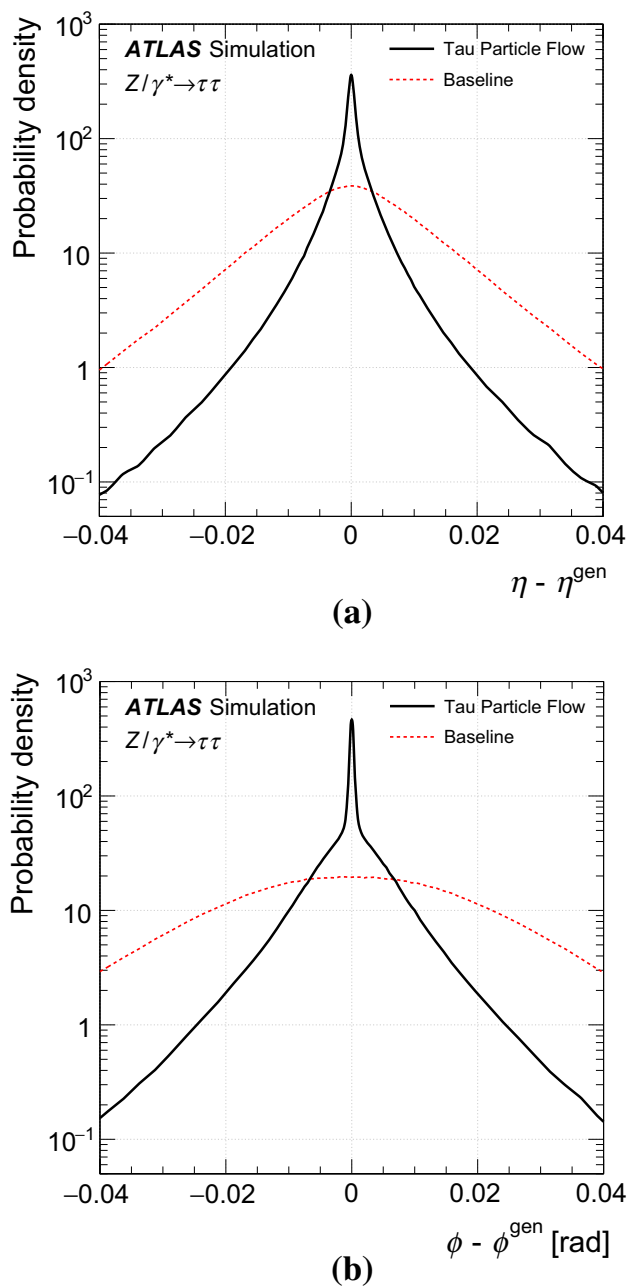 10³
ATLAS Simulation
Z/γ*→ττ
Tau Particle Flow
Baseline
10²
10
1
10⁻¹
Probability density
−0.04 −0.02 0 0.02 0.04
η - η^gen
(a)
10³
ATLAS Simulation
Z/γ*→ττ
Tau Particle Flow
Baseline
10²
10
1
10⁻¹
Probability density
−0.04 −0.02 0 0.02 0.04
ϕ - ϕ^gen [rad]
(b)